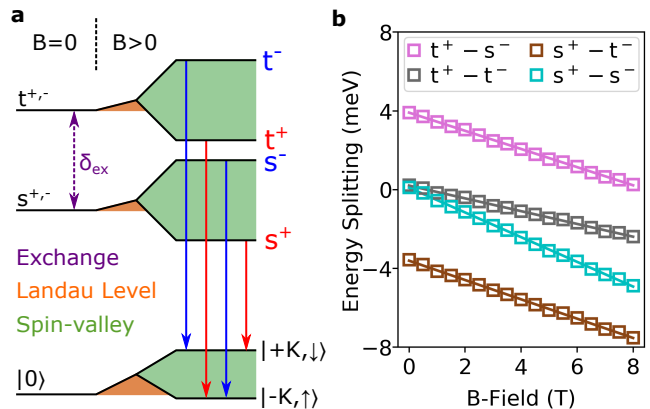 a
B=0 B>0
t⁺,⁻
t⁻
t⁺
δex
s⁻
s⁺,⁻
s⁺
Exchange
Landau Level
Spin-valley
|0⟩
|+K,↓⟩
|-K,↑⟩
b
t⁺ − s⁻ s⁺ − t⁻
t⁺ − t⁻ s⁺ − s⁻
Energy Splitting (meV)
4
0
−4
−8
0 2 4 6 8
B-Field (T)